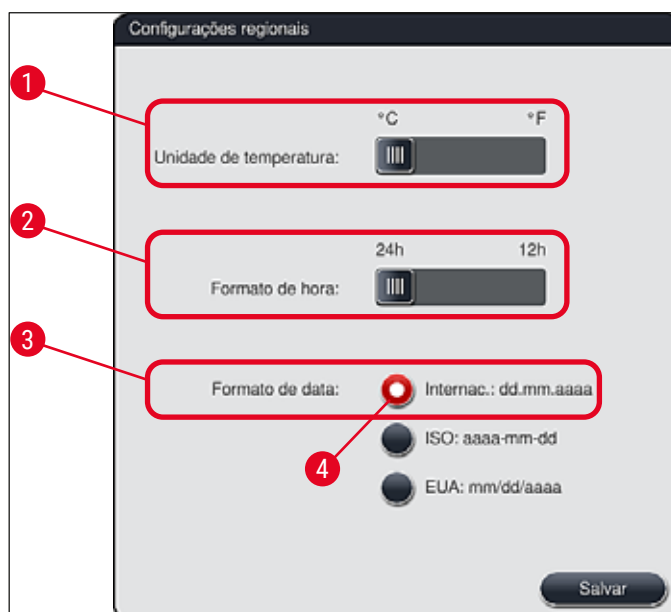 Configurações regionais
1
°C °F
Unidade de temperatura:
2
24h 12h
Formato de hora:
3
Formato de data: Internac.: dd.mm.aaaa
ISO: aaaa-mm-dd
4
EUA: mm/dd/aaaa
Salvar